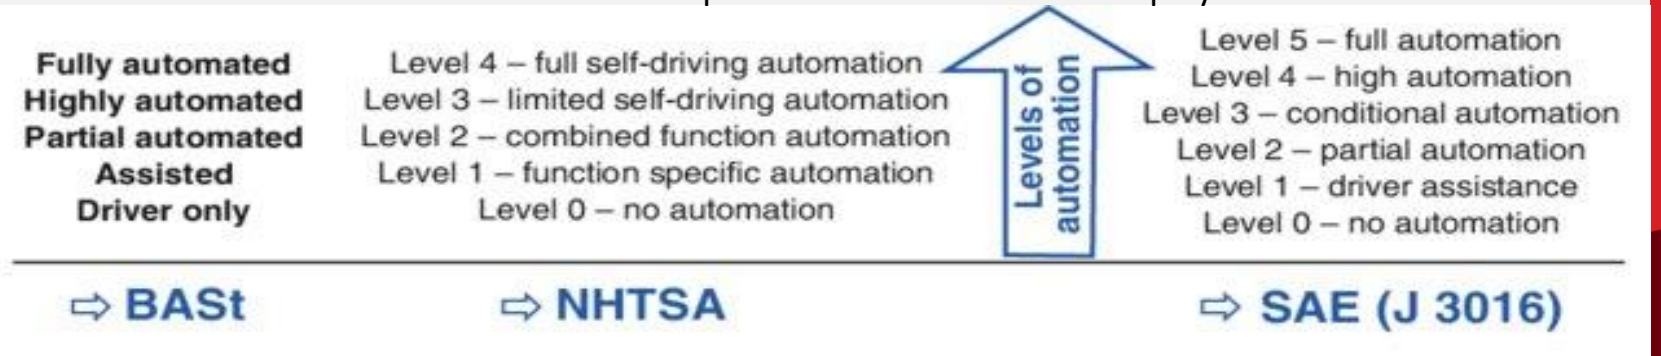 Fully automated
Highly automated
Partial automated
Assisted
Driver only
⇨ BASt
Level 4 – full self-driving automation
Level 3 – limited self-driving automation
Level 2 – combined function automation
Level 1 – function specific automation
Level 0 – no automation
⇨ NHTSA
Levels of
automation
Level 5 – full automation
Level 4 – high automation
Level 3 – conditional automation
Level 2 – partial automation
Level 1 – driver assistance
Level 0 – no automation
⇨ SAE (J 3016)